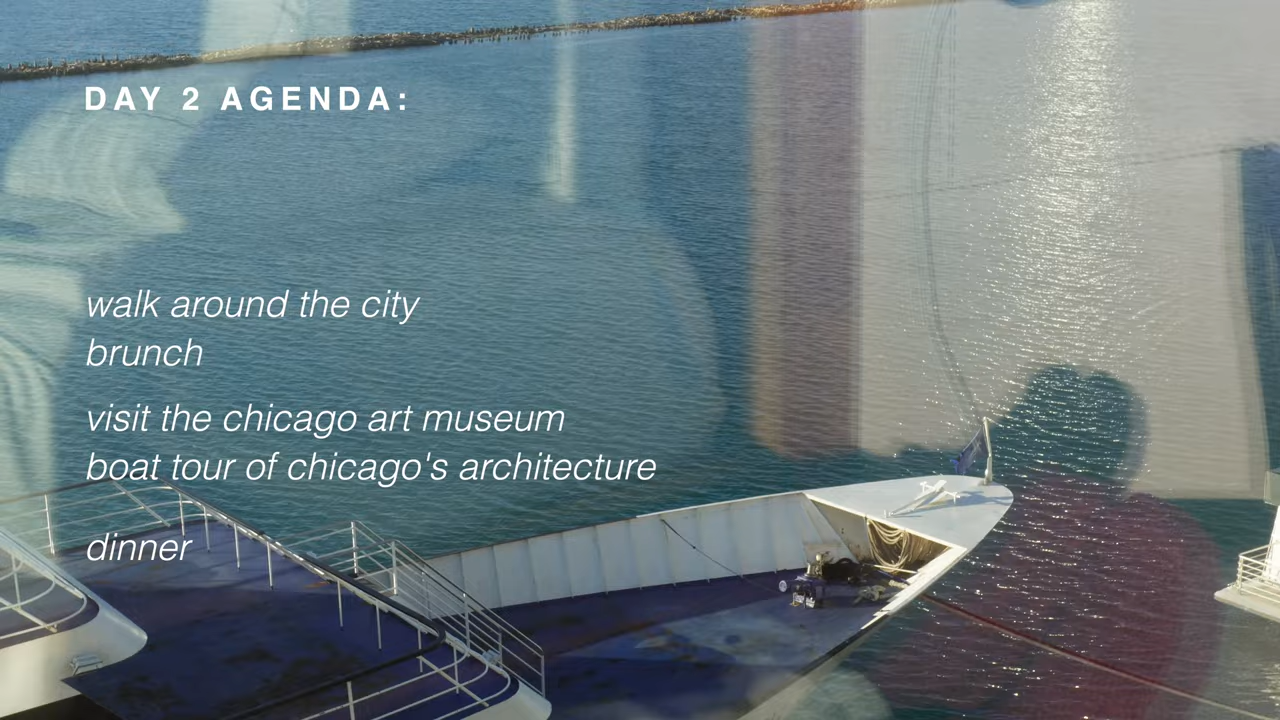 DAY 2 AGENDA:
walk around the city
brunch
visit the chicago art museum
boat tour of chicago's architecture
dinner